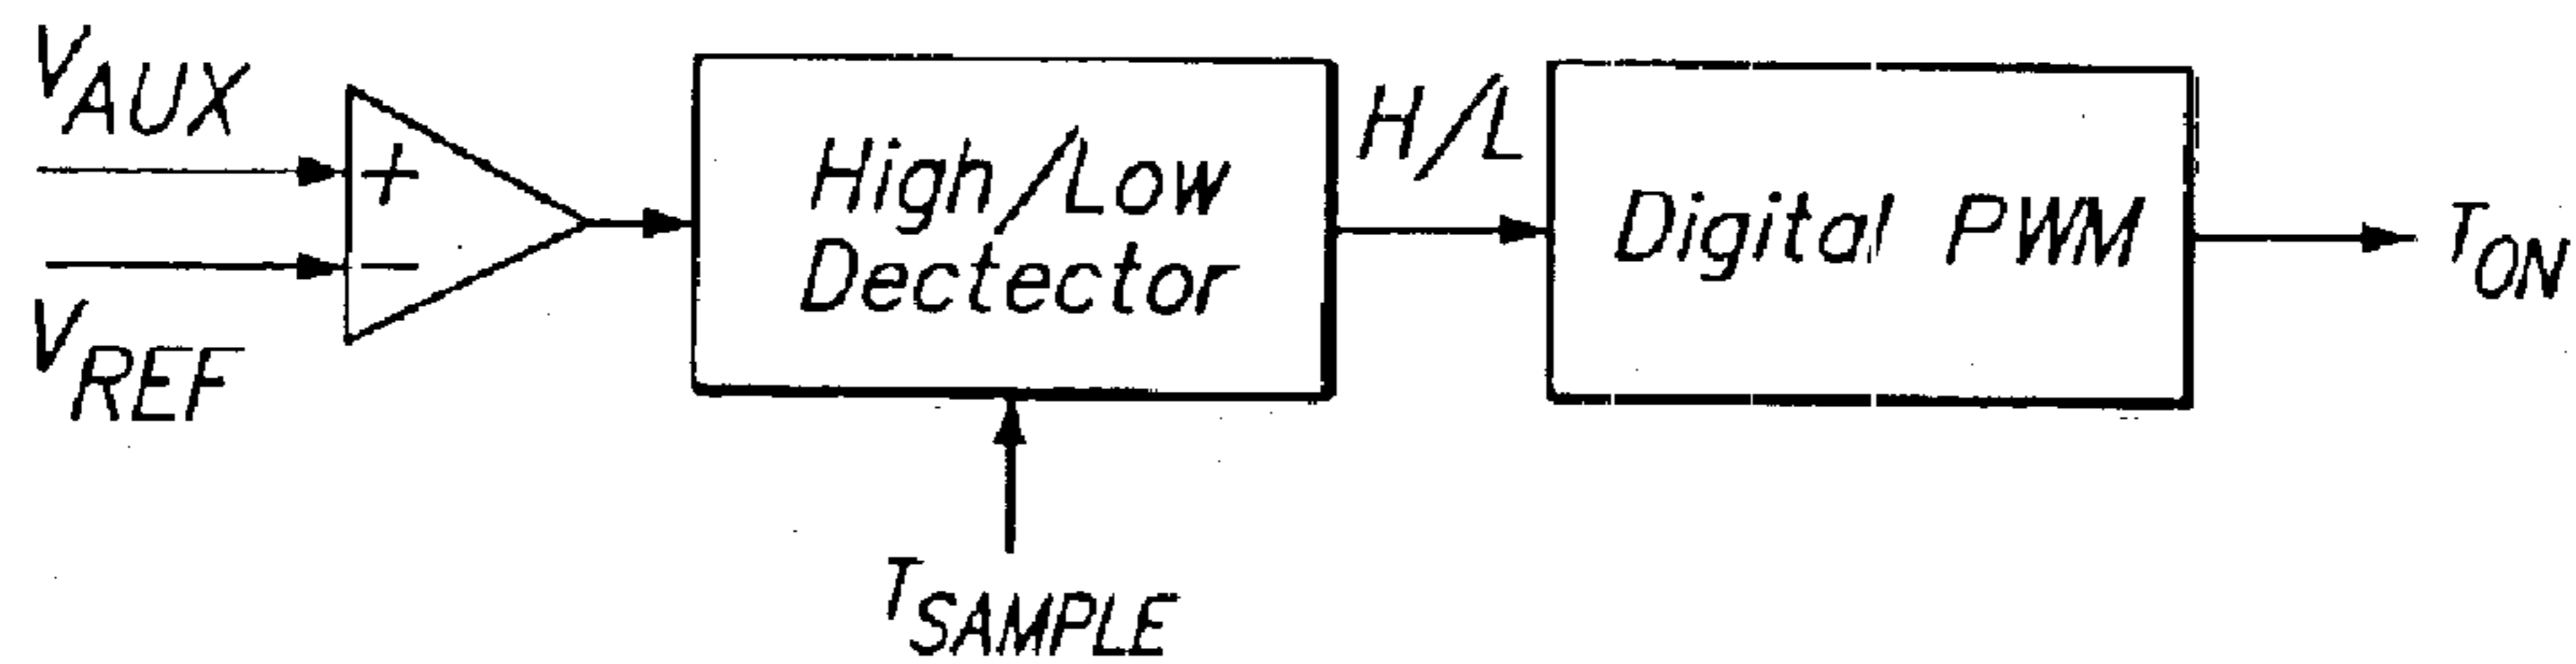 V_AUX
+
−
V_REF
High/Low
Dectector
T_SAMPLE
H/L
Digital PWM
T_ON